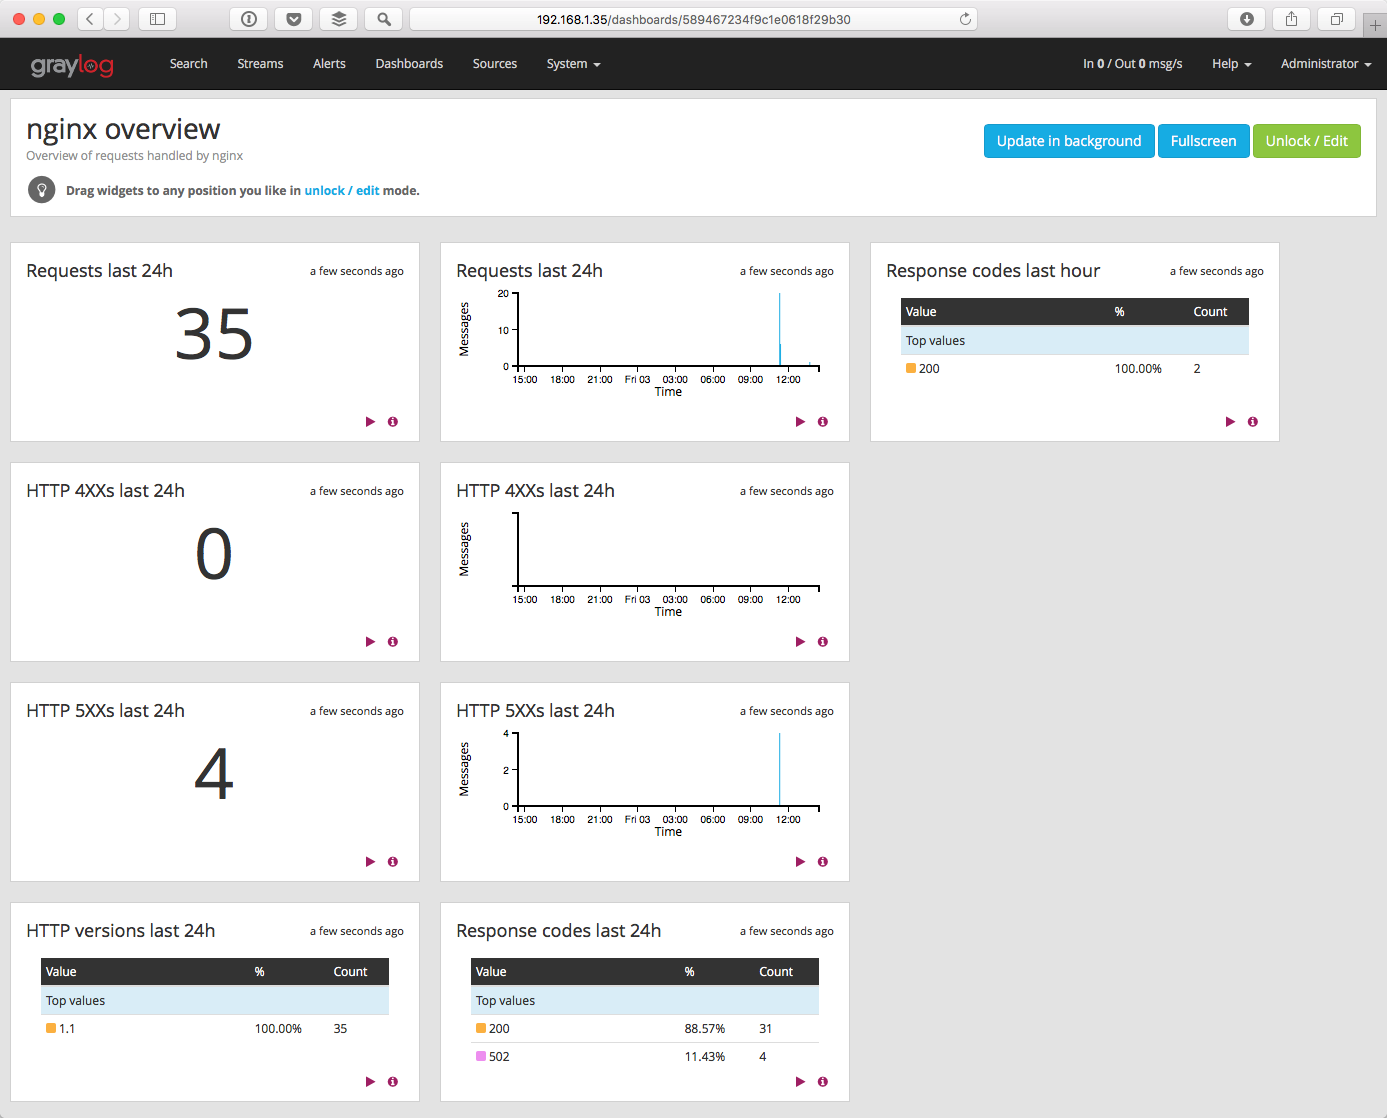 192.168.1.35/dashboards/589467234f9c1e0618f29b30
graylog
Search Streams Alerts Dashboards Sources System In 0 / Out 0 msg/s Help Administrator
nginx overview
Overview of requests handled by nginx
Update in background Fullscreen Unlock / Edit
Drag widgets to any position you like in unlock / edit mode.
Requests last 24h a few seconds ago
35
Requests last 24h a few seconds ago
Messages
20
10
0
15:00 18:00 21:00 Fri 03 03:00 06:00 09:00 12:00
Time
Response codes last hour a few seconds ago
Value % Count
Top values
200 100.00% 2
HTTP 4XXs last 24h a few seconds ago
0
HTTP 4XXs last 24h a few seconds ago
Messages
15:00 18:00 21:00 Fri 03 03:00 06:00 09:00 12:00
Time
HTTP 5XXs last 24h a few seconds ago
4
HTTP 5XXs last 24h a few seconds ago
Messages
4
2
0
15:00 18:00 21:00 Fri 03 03:00 06:00 09:00 12:00
Time
HTTP versions last 24h a few seconds ago
Value % Count
Top values
1.1 100.00% 35
Response codes last 24h a few seconds ago
Value % Count
Top values
200 88.57% 31
502 11.43% 4